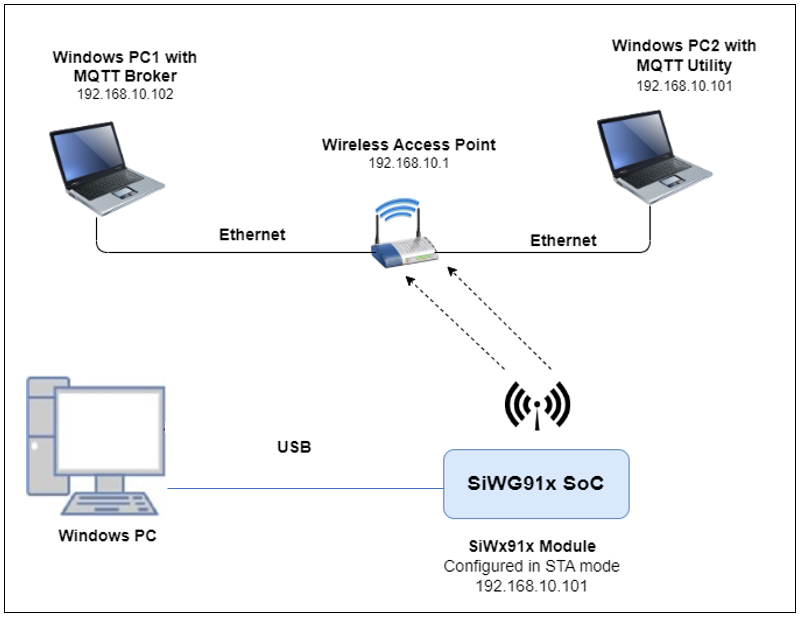 Windows PC1 with
MQTT Broker
192.168.10.102
Windows PC2 with
MQTT Utility
192.168.10.101
Wireless Access Point
192.168.10.1
Ethernet
Ethernet
USB
SiWG91x SoC
Windows PC
SiWx91x Module
Configured in STA mode
192.168.10.101